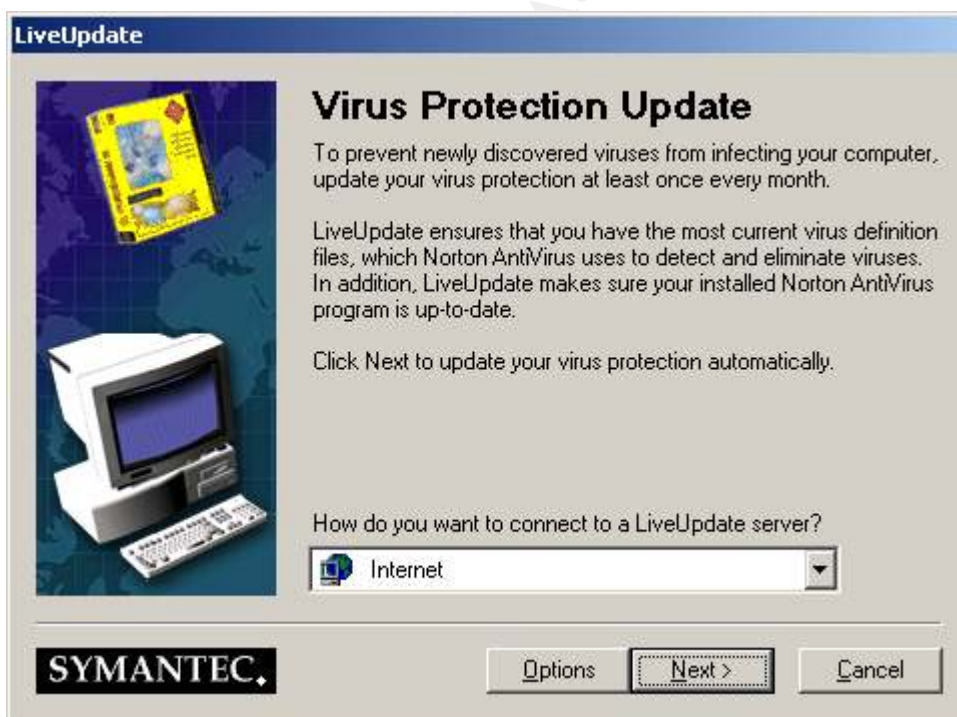 LiveUpdate
Virus Protection Update
To prevent newly discovered viruses from infecting your computer,
update your virus protection at least once every month.
LiveUpdate ensures that you have the most current virus definition
files, which Norton AntiVirus uses to detect and eliminate viruses.
In addition, LiveUpdate makes sure your installed Norton AntiVirus
program is up-to-date.
Click Next to update your virus protection automatically.
How do you want to connect to a LiveUpdate server?
Internet
SYMANTEC.
Options
Next >
Cancel